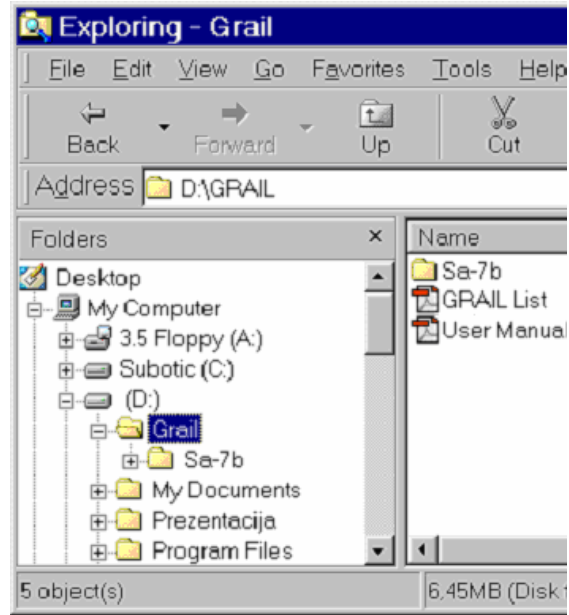 Exploring - Grail
File Edit View Go Favorites Tools Help
Back Forward Up Cut
Address D:\GRAIL
Folders × Name
Desktop
My Computer
3.5 Floppy (A:)
Subotic (C:)
(D:)
Grail
Sa-7b
My Documents
Prezentacija
Program Files
Sa-7b
GRAIL List
User Manual
5 object(s) 6,45MB (Disk